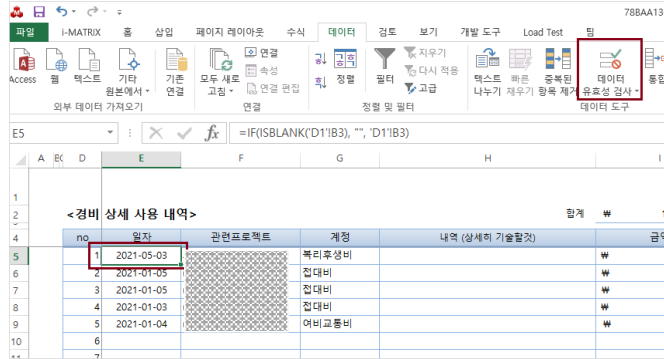 78BAA13
파일 i-MATRIX 홈 삽입 페이지 레이아웃 수식 데이터 검토 보기 개발 도구 Load Test 팀
Access 웹 텍스트 기타 원본에서 기존 연결 모두 새로 고침 연결 속성 연결 편집 정렬 필터 지우기 다시 적용 고급 텍스트 나누기 빠른 채우기 중복된 항목 제거 데이터 유효성 검사 통합
외부 데이터 가져오기 연결 정렬 및 필터 데이터 도구
E5 fx =IF(ISBLANK('D1'!B3), "", 'D1'!B3)
A D E F G H I
1
2 <경비 상세 사용 내역> 합계 ₩
4 no 일자 관련프로젝트 계정 내역 (상세히 기술할것) 금액
5 1 2021-05-03 복리후생비 ₩
6 2 2021-01-05 접대비 ₩
7 3 2021-01-05 접대비 ₩
8 4 2021-01-03 접대비 ₩
9 5 2021-01-04 여비교통비 ₩
10 6
7